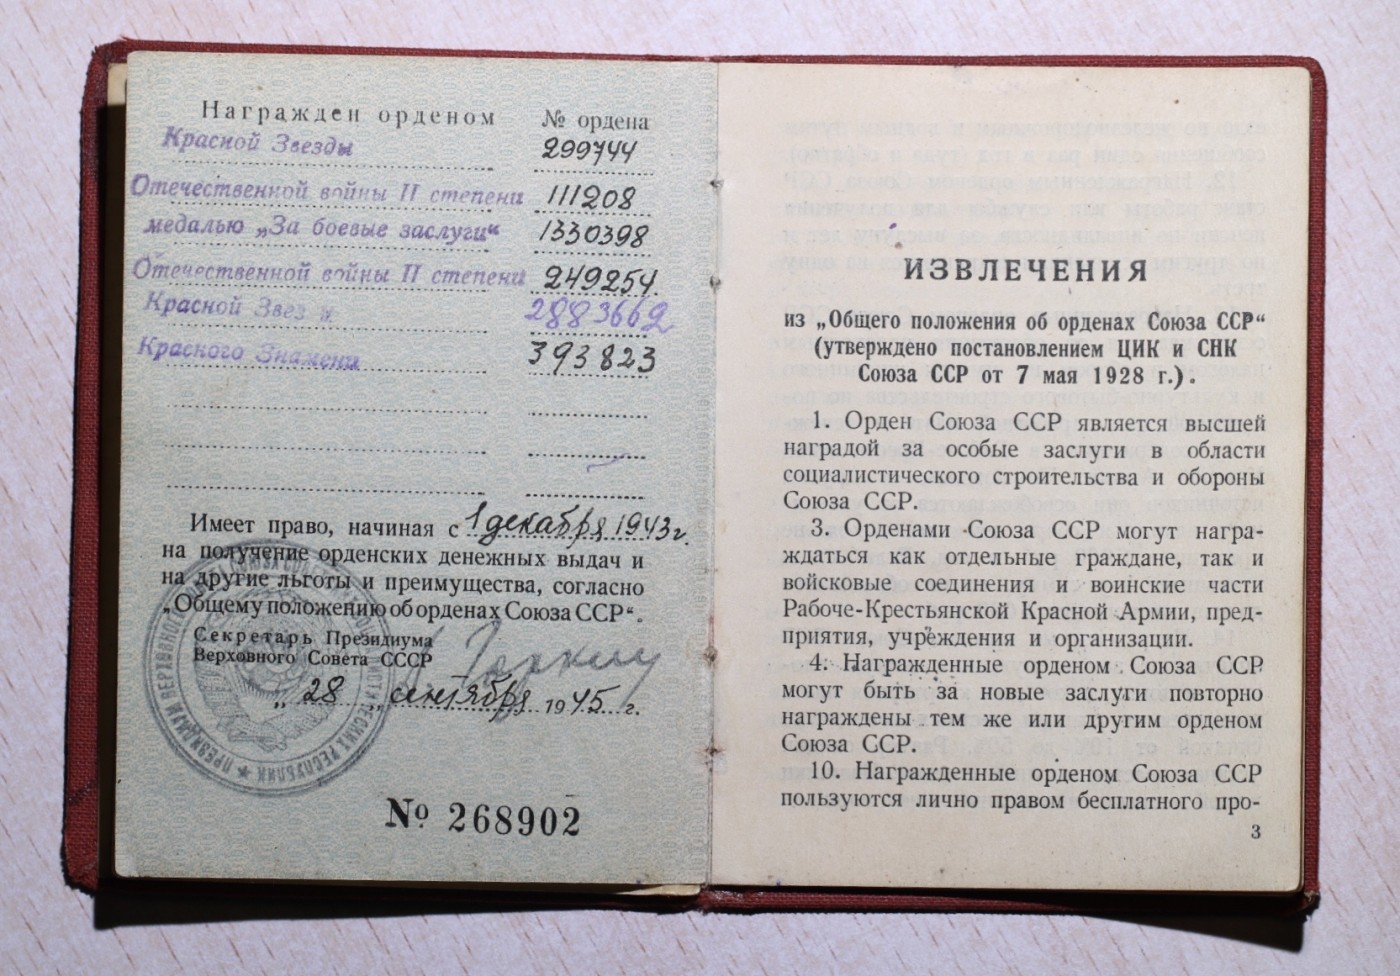 Награжден орденом № ордена
Красной Звезды 299744
Отечественной войны II степени 111208
медалью „За боевые заслуги“ 1330398
Отечественной войны II степени 249254
Красной Звез и 2883662
Красного Знамени 393823
Имеет право, начиная с 1 декабря 1943 г.
на получение орденских денежных выдач и
на другие льготы и преимущества, согласно
„Общему положению об орденах Союза ССР“.
Секретарь Президиума
Верховного Совета СССР
„ 28 „ сентября 1945 г.
№ 268902
ИЗВЛЕЧЕНИЯ
из „Общего положения об орденах Союза ССР“
(утверждено постановлением ЦИК и СНК
Союза ССР от 7 мая 1928 г.).
1. Орден Союза ССР является высшей
наградой за особые заслуги в области
социалистического строительства и обороны
Союза ССР.
3. Орденами Союза ССР могут награ-
ждаться как отдельные граждане, так и
войсковые соединения и воинские части
Рабоче-Крестьянской Красной Армии, пред-
приятия, учреждения и организации.
4. Награжденные орденом Союза ССР
могут быть за новые заслуги повторно
награждены тем же или другим орденом
Союза ССР.
10. Награжденные орденом Союза ССР
пользуются лично правом бесплатного про-
3